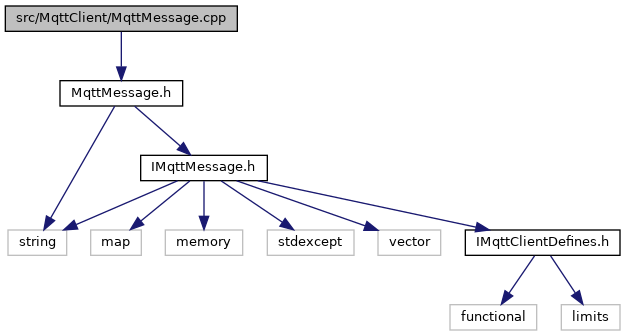 src/MqttClient/MqttMessage.cpp
MqttMessage.h
IMqttMessage.h
string
map
memory
stdexcept
vector
IMqttClientDefines.h
functional
limits